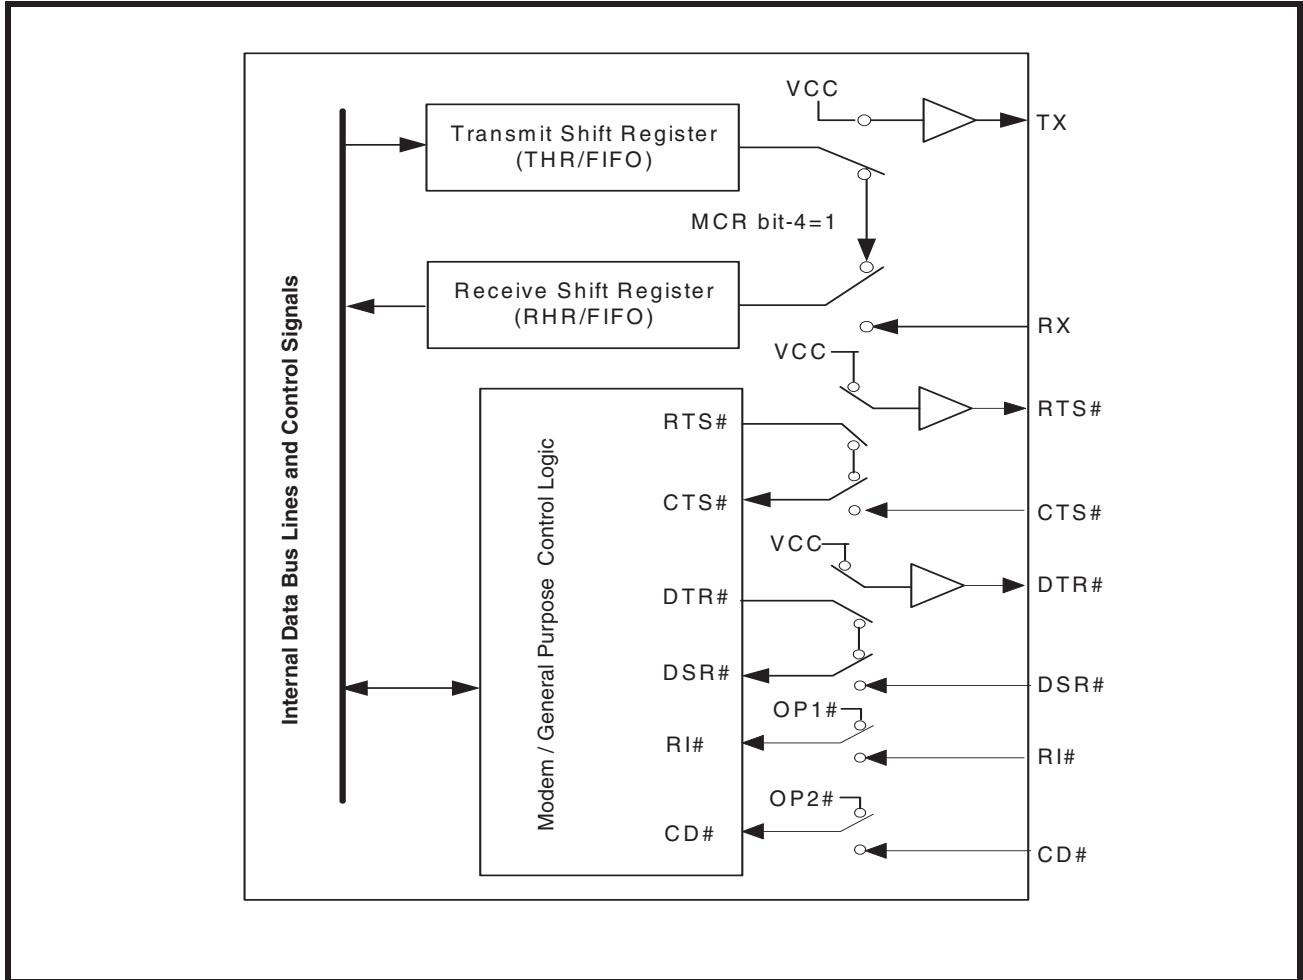 VCC
TX
Transmit Shift Register
(THR/FIFO)
MCR bit-4=1
Receive Shift Register
(RHR/FIFO)
RX
VCC
RTS#
RTS#
CTS#
CTS#
VCC
DTR#
DTR#
DSR#
DSR#
OP1#
RI#
RI#
OP2#
CD#
CD#
Internal Data Bus Lines and Control Signals
Modem / General Purpose Control Logic